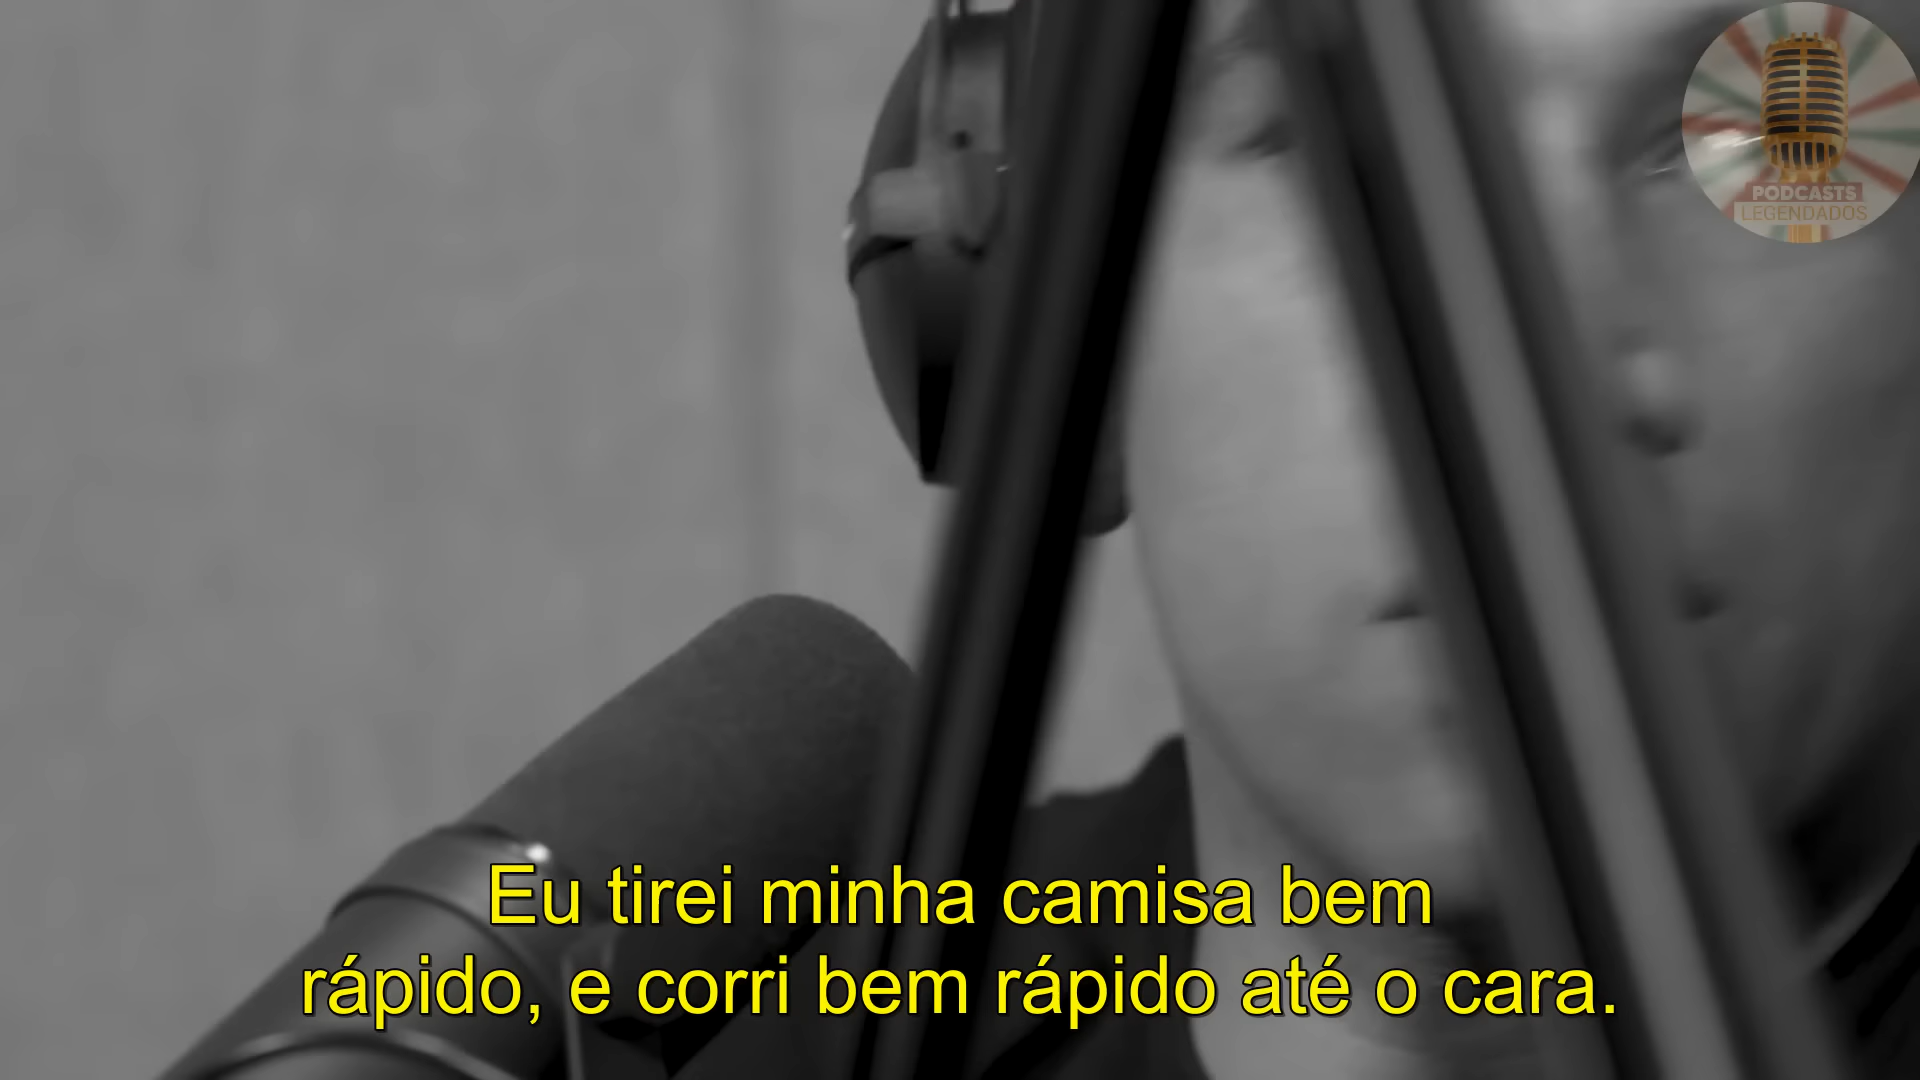 PODCASTS
LEGENDADOS
Eu tirei minha camisa bem
rápido, e corri bem rápido até o cara.